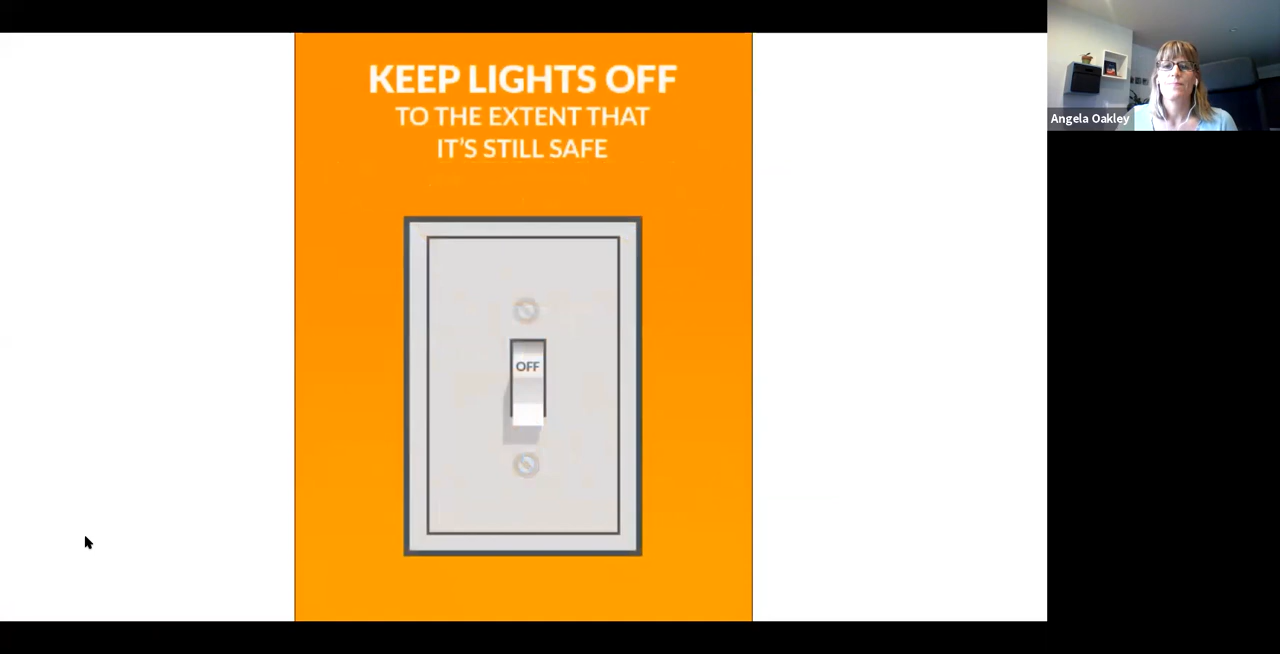 KEEP LIGHTS OFF
TO THE EXTENT THAT
IT'S STILL SAFE
OFF
Angela Oakley